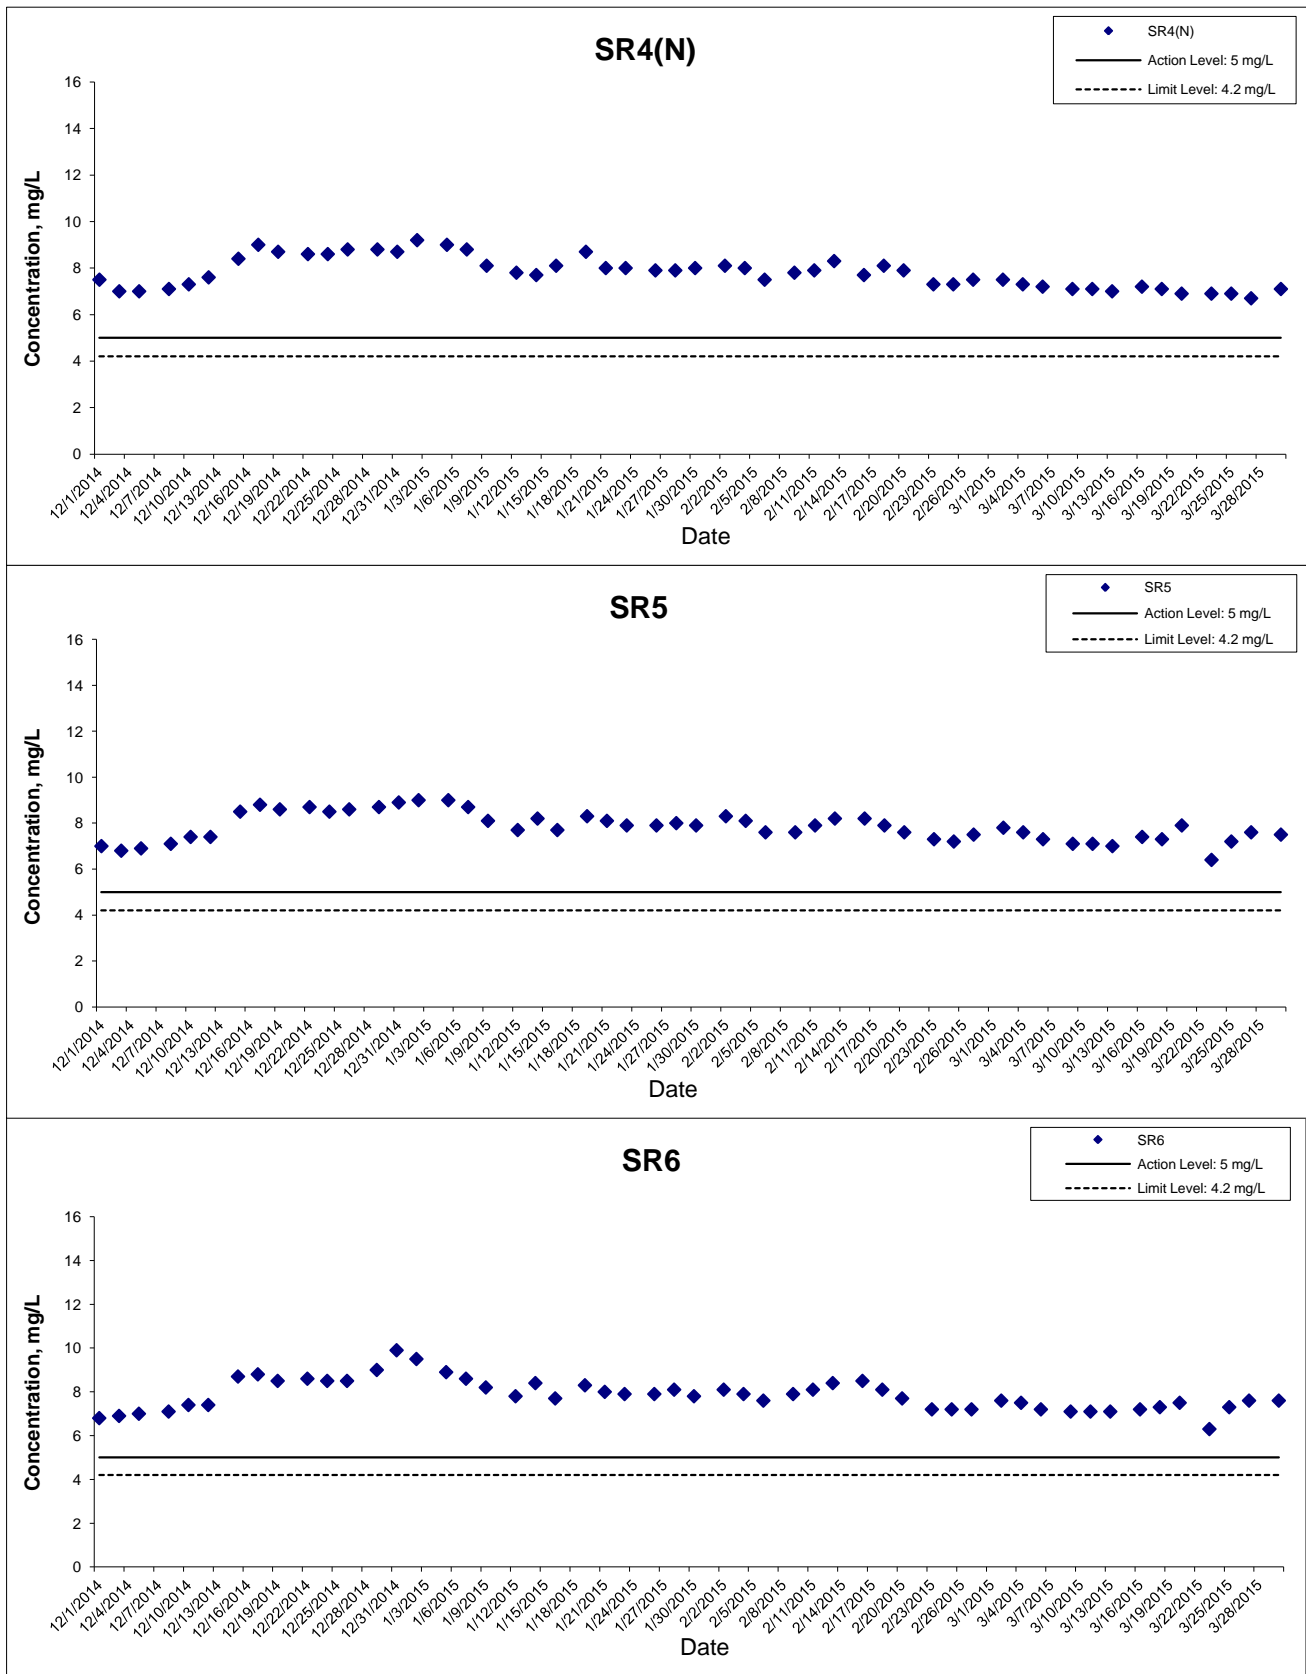 SR4(N)
SR4(N)
Action Level: 5 mg/L
Limit Level: 4.2 mg/L
Concentration, mg/L
16
14
12
10
8
6
4
2
0
12/1/2014 12/4/2014 12/7/2014 12/10/2014 12/13/2014 12/16/2014 12/19/2014 12/22/2014 12/25/2014 12/28/2014 12/31/2014 1/3/2015 1/6/2015 1/9/2015 1/12/2015 1/15/2015 1/18/2015 1/21/2015 1/24/2015 1/27/2015 1/30/2015 2/2/2015 2/5/2015 2/8/2015 2/11/2015 2/14/2015 2/17/2015 2/20/2015 2/23/2015 2/26/2015 3/1/2015 3/4/2015 3/7/2015 3/10/2015 3/13/2015 3/16/2015 3/19/2015 3/22/2015 3/25/2015 3/28/2015
Date
SR5
SR5
Action Level: 5 mg/L
Limit Level: 4.2 mg/L
Concentration, mg/L
16
14
12
10
8
6
4
2
0
12/1/2014 12/4/2014 12/7/2014 12/10/2014 12/13/2014 12/16/2014 12/19/2014 12/22/2014 12/25/2014 12/28/2014 12/31/2014 1/3/2015 1/6/2015 1/9/2015 1/12/2015 1/15/2015 1/18/2015 1/21/2015 1/24/2015 1/27/2015 1/30/2015 2/2/2015 2/5/2015 2/8/2015 2/11/2015 2/14/2015 2/17/2015 2/20/2015 2/23/2015 2/26/2015 3/1/2015 3/4/2015 3/7/2015 3/10/2015 3/13/2015 3/16/2015 3/19/2015 3/22/2015 3/25/2015 3/28/2015
Date
SR6
SR6
Action Level: 5 mg/L
Limit Level: 4.2 mg/L
Concentration, mg/L
16
14
12
10
8
6
4
2
0
12/1/2014 12/4/2014 12/7/2014 12/10/2014 12/13/2014 12/16/2014 12/19/2014 12/22/2014 12/25/2014 12/28/2014 12/31/2014 1/3/2015 1/6/2015 1/9/2015 1/12/2015 1/15/2015 1/18/2015 1/21/2015 1/24/2015 1/27/2015 1/30/2015 2/2/2015 2/5/2015 2/8/2015 2/11/2015 2/14/2015 2/17/2015 2/20/2015 2/23/2015 2/26/2015 3/1/2015 3/4/2015 3/7/2015 3/10/2015 3/13/2015 3/16/2015 3/19/2015 3/22/2015 3/25/2015 3/28/2015
Date